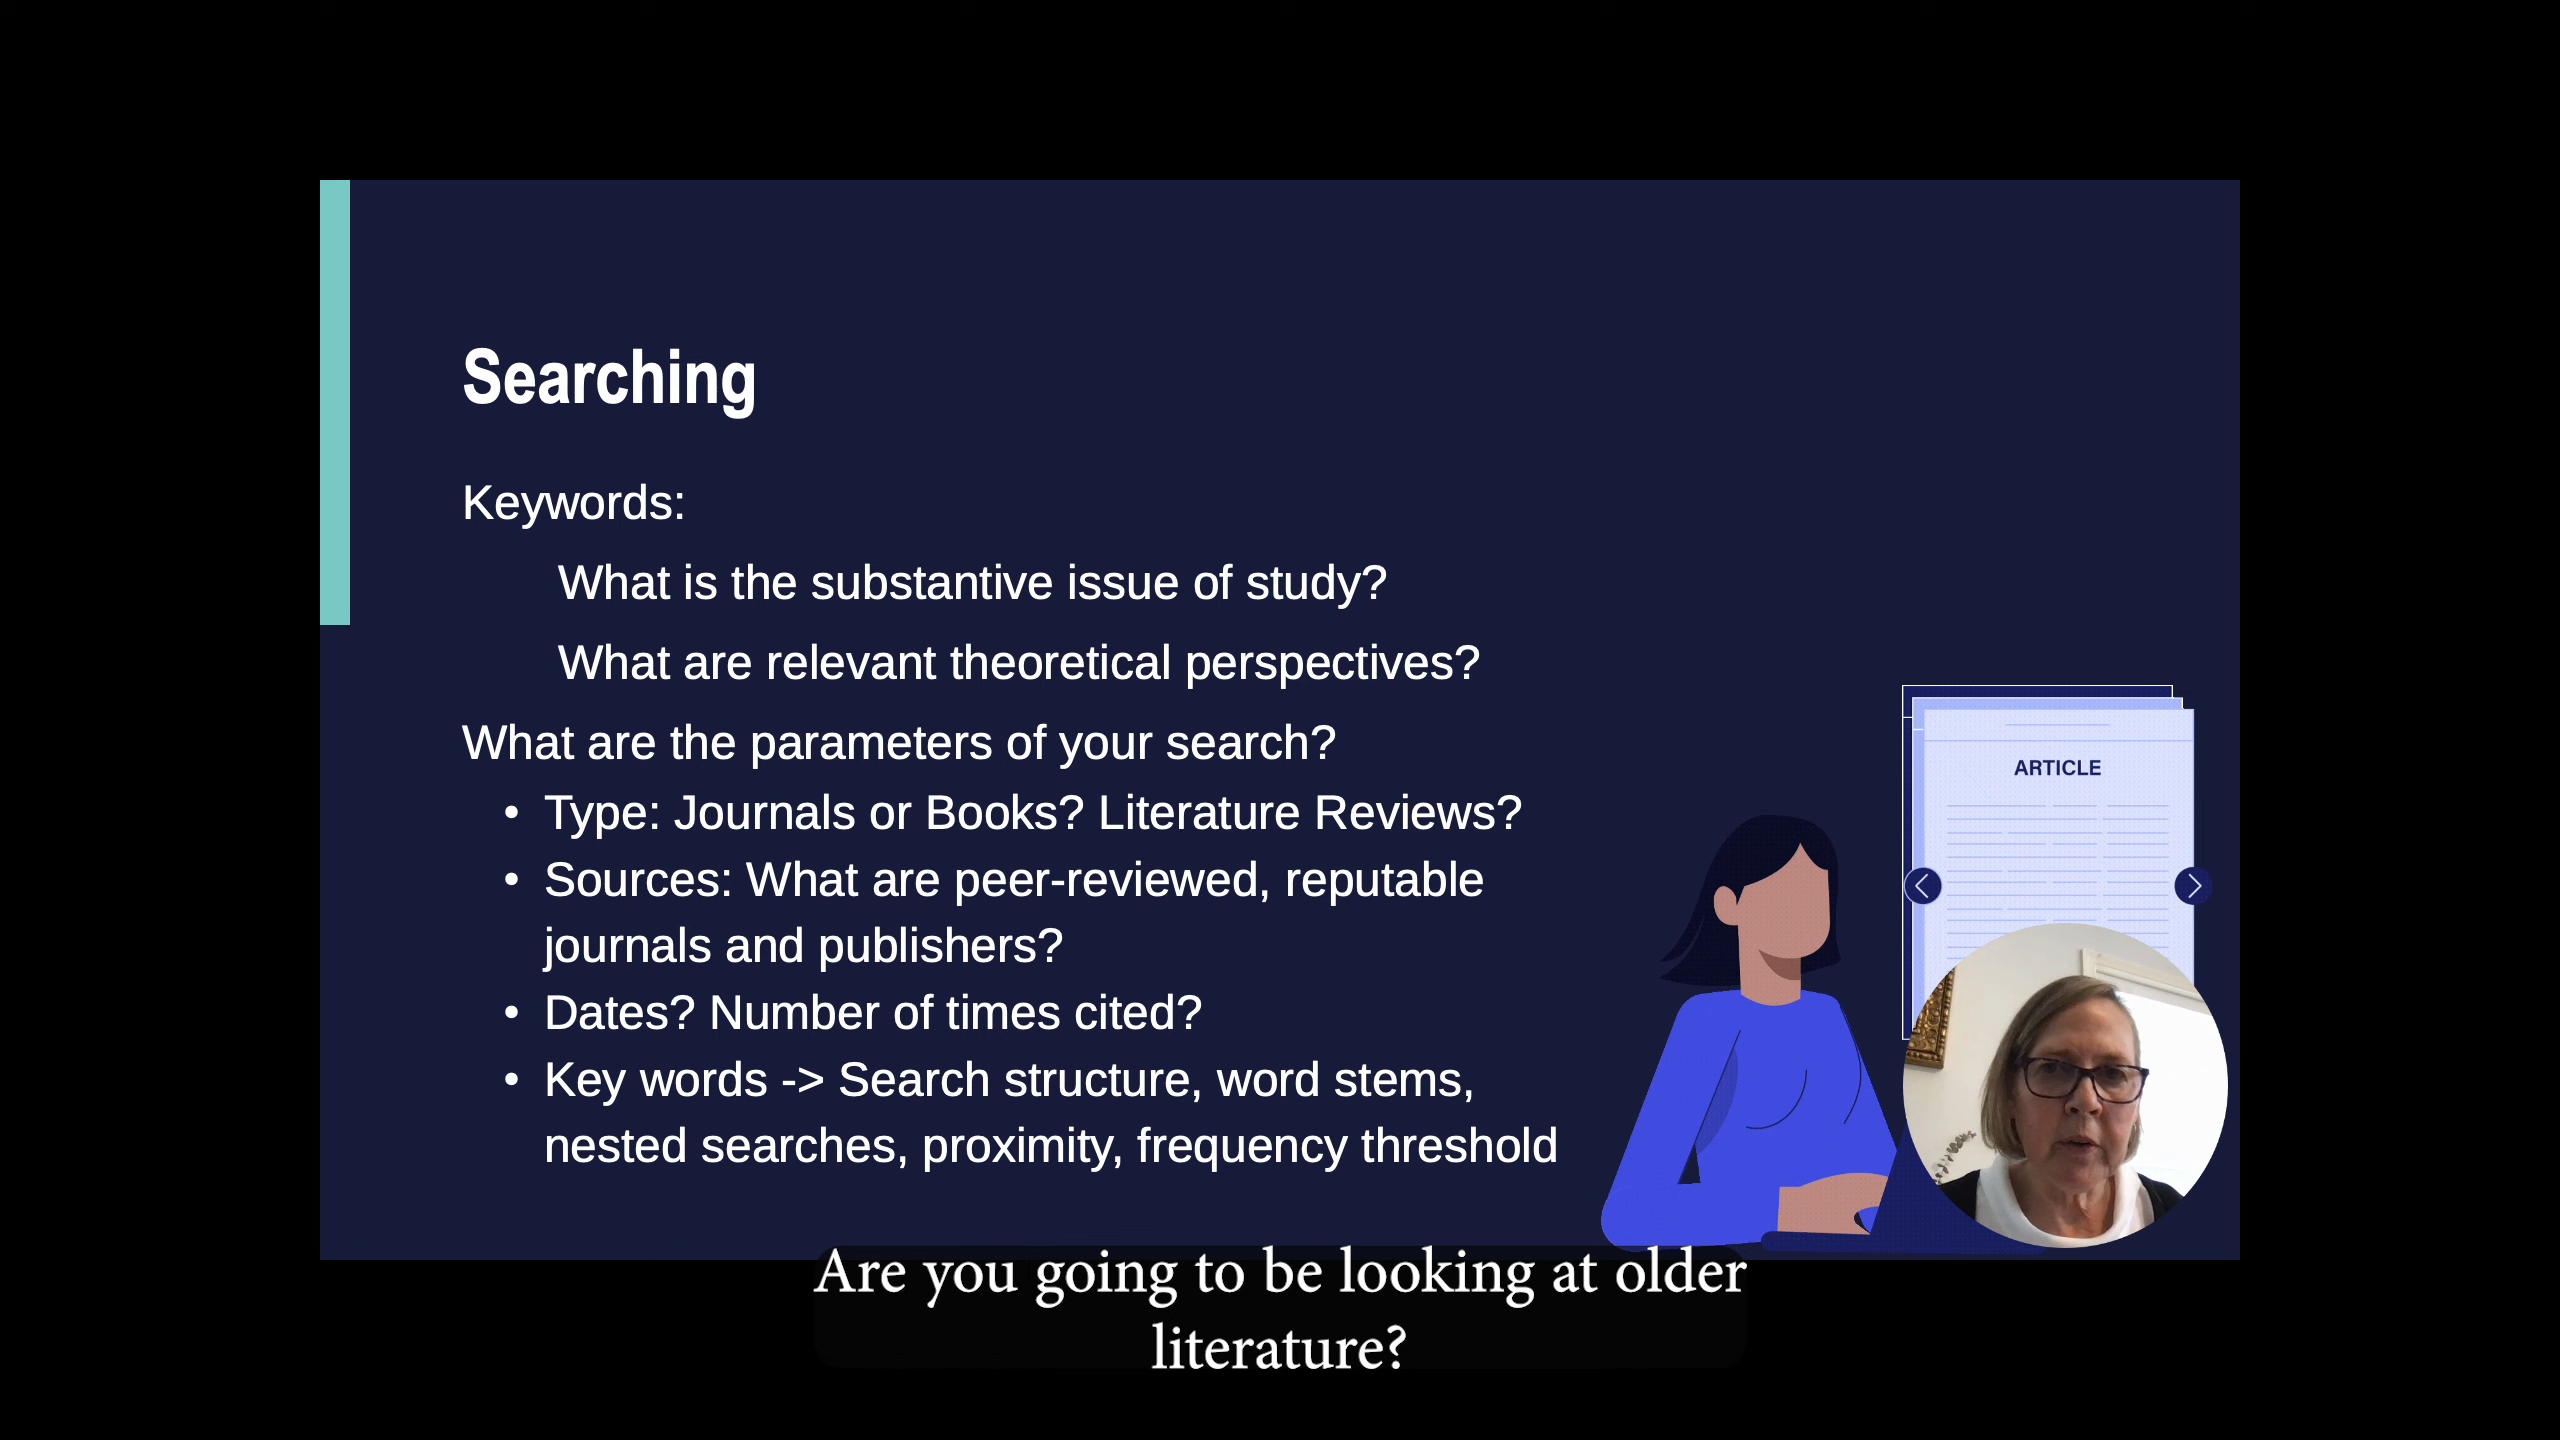 Searching
Keywords:
What is the substantive issue of study?
What are relevant theoretical perspectives?
What are the parameters of your search?
• Type: Journals or Books? Literature Reviews?
• Sources: What are peer-reviewed, reputable
journals and publishers?
• Dates? Number of times cited?
• Key words -> Search structure, word stems,
nested searches, proximity, frequency threshold
ARTICLE
Are you going to be looking at older
literature?